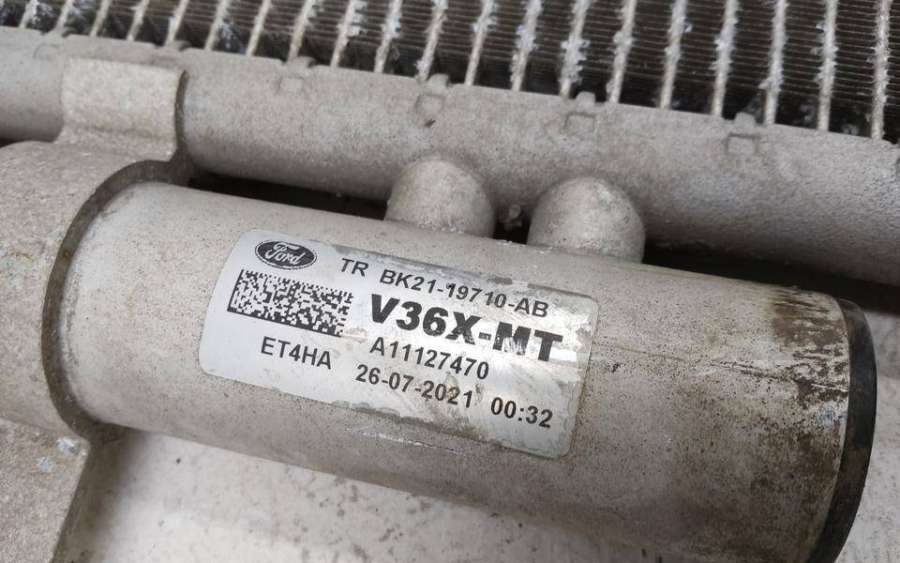 Ford
TR BK21-19710-AB
V36X-MT
A11127470
ET4HA
26-07-2021 00:32